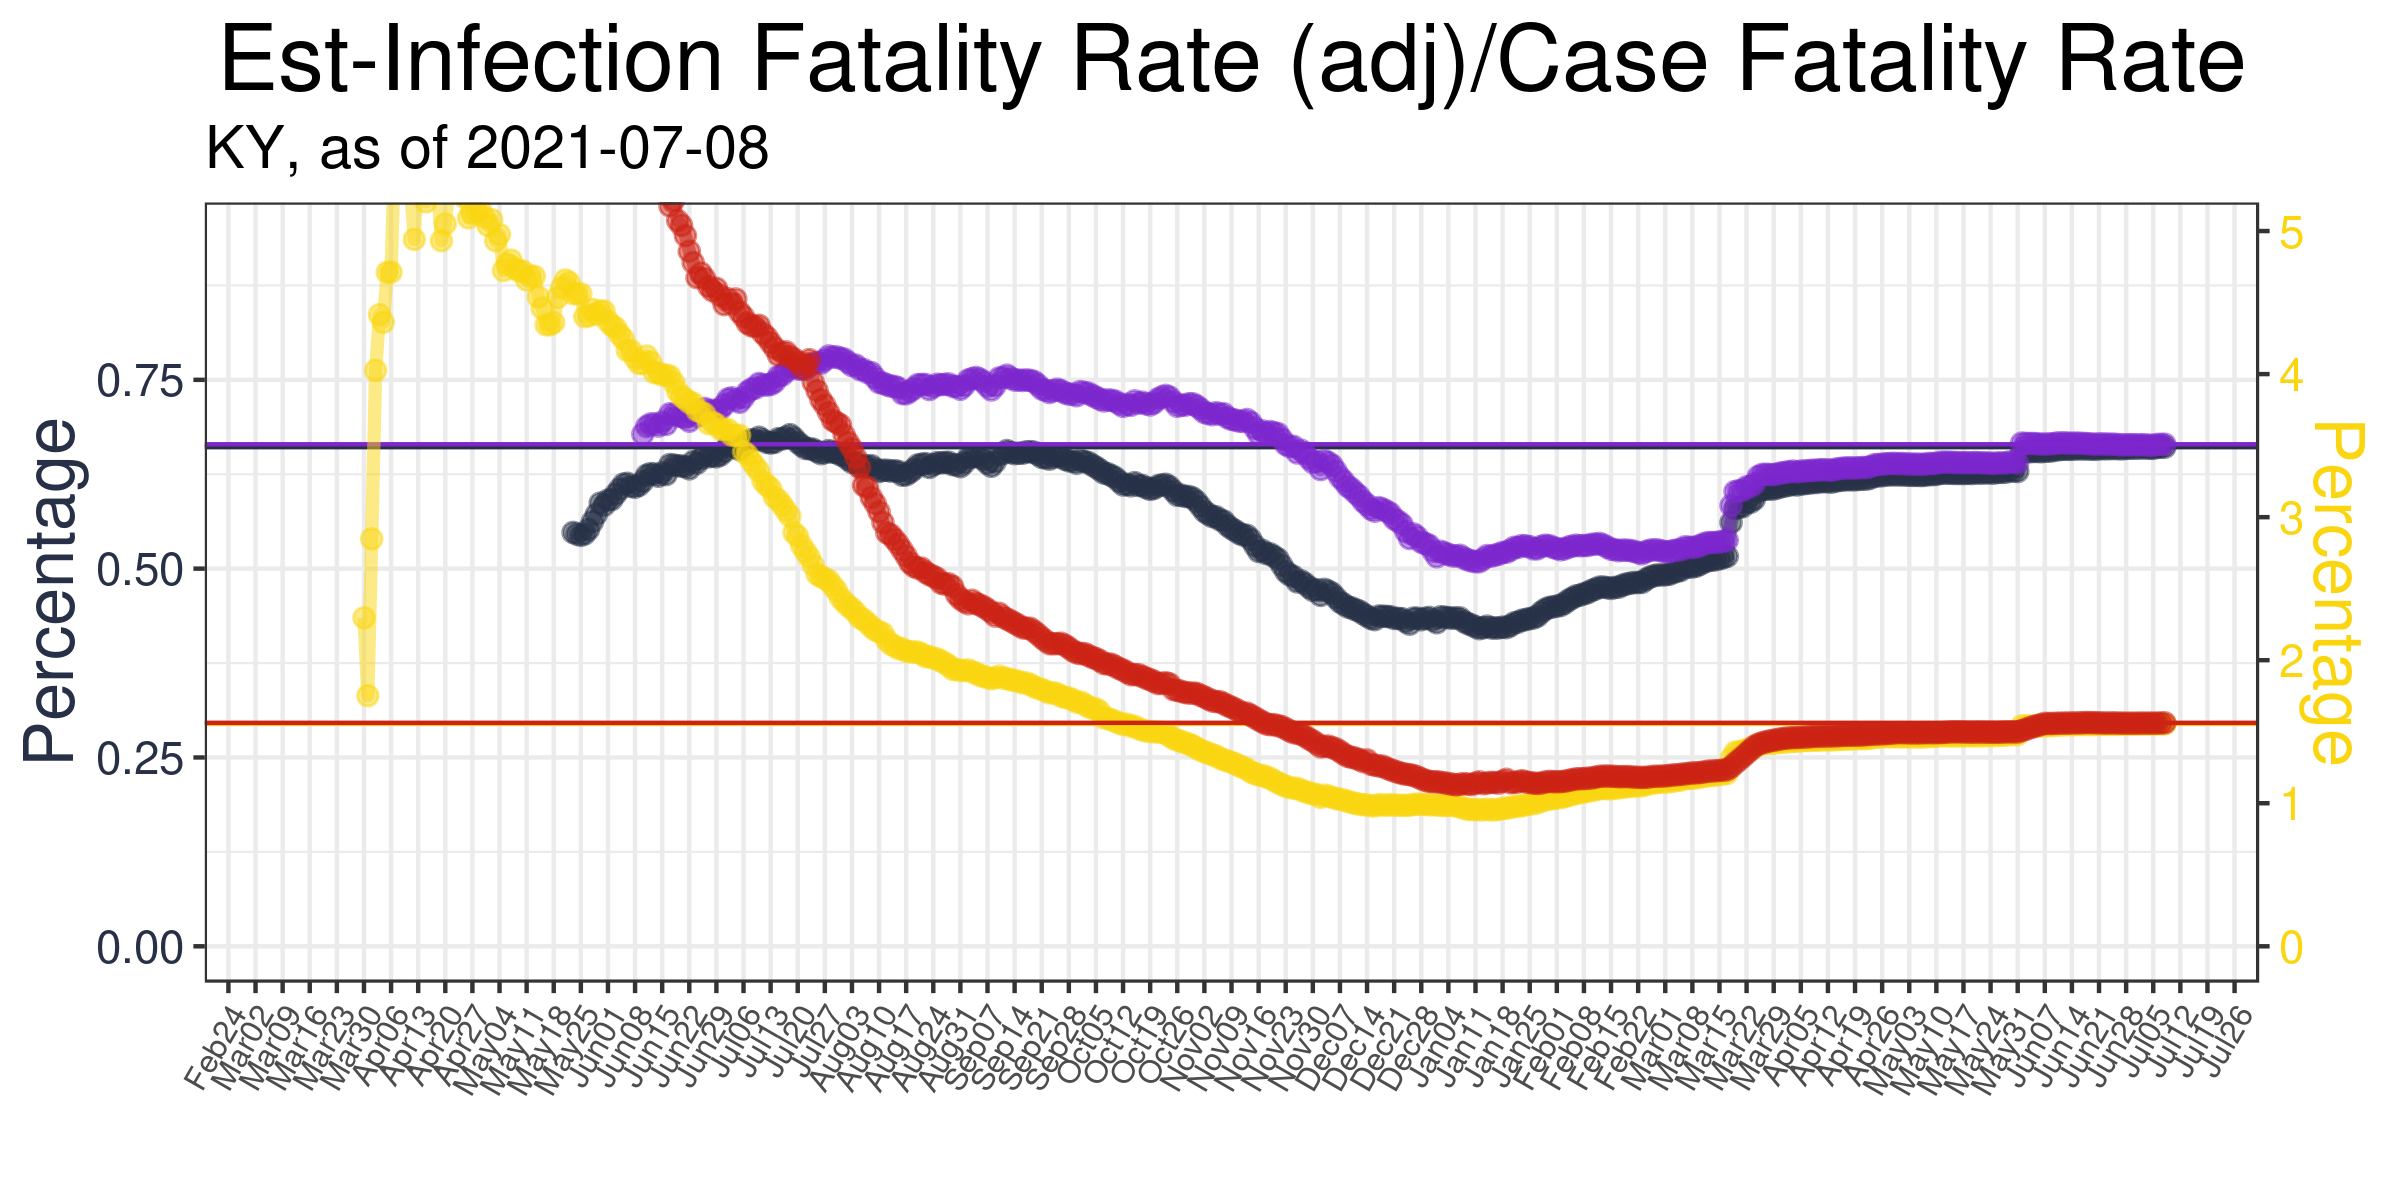 Est-Infection Fatality Rate (adj)/Case Fatality Rate
KY, as of 2021-07-08
Percentage
0.75
0.50
0.25
0.00
5
4
3
2
1
0
Percentage
Feb24
Mar02
Mar09
Mar16
Mar23
Mar30
Apr06
Apr13
Apr20
Apr27
May04
May11
May18
May25
Jun01
Jun08
Jun15
Jun22
Jun29
Jul06
Jul13
Jul20
Jul27
Aug03
Aug10
Aug17
Aug24
Aug31
Sep07
Sep14
Sep21
Sep28
Oct05
Oct12
Oct19
Oct26
Nov02
Nov09
Nov16
Nov23
Nov30
Dec07
Dec14
Dec21
Dec28
Jan04
Jan11
Jan18
Jan25
Feb01
Feb08
Feb15
Feb22
Mar01
Mar08
Mar15
Mar22
Mar29
Apr05
Apr12
Apr19
Apr26
May03
May10
May17
May24
May31
Jun07
Jun14
Jun21
Jun28
Jul05
Jul12
Jul19
Jul26